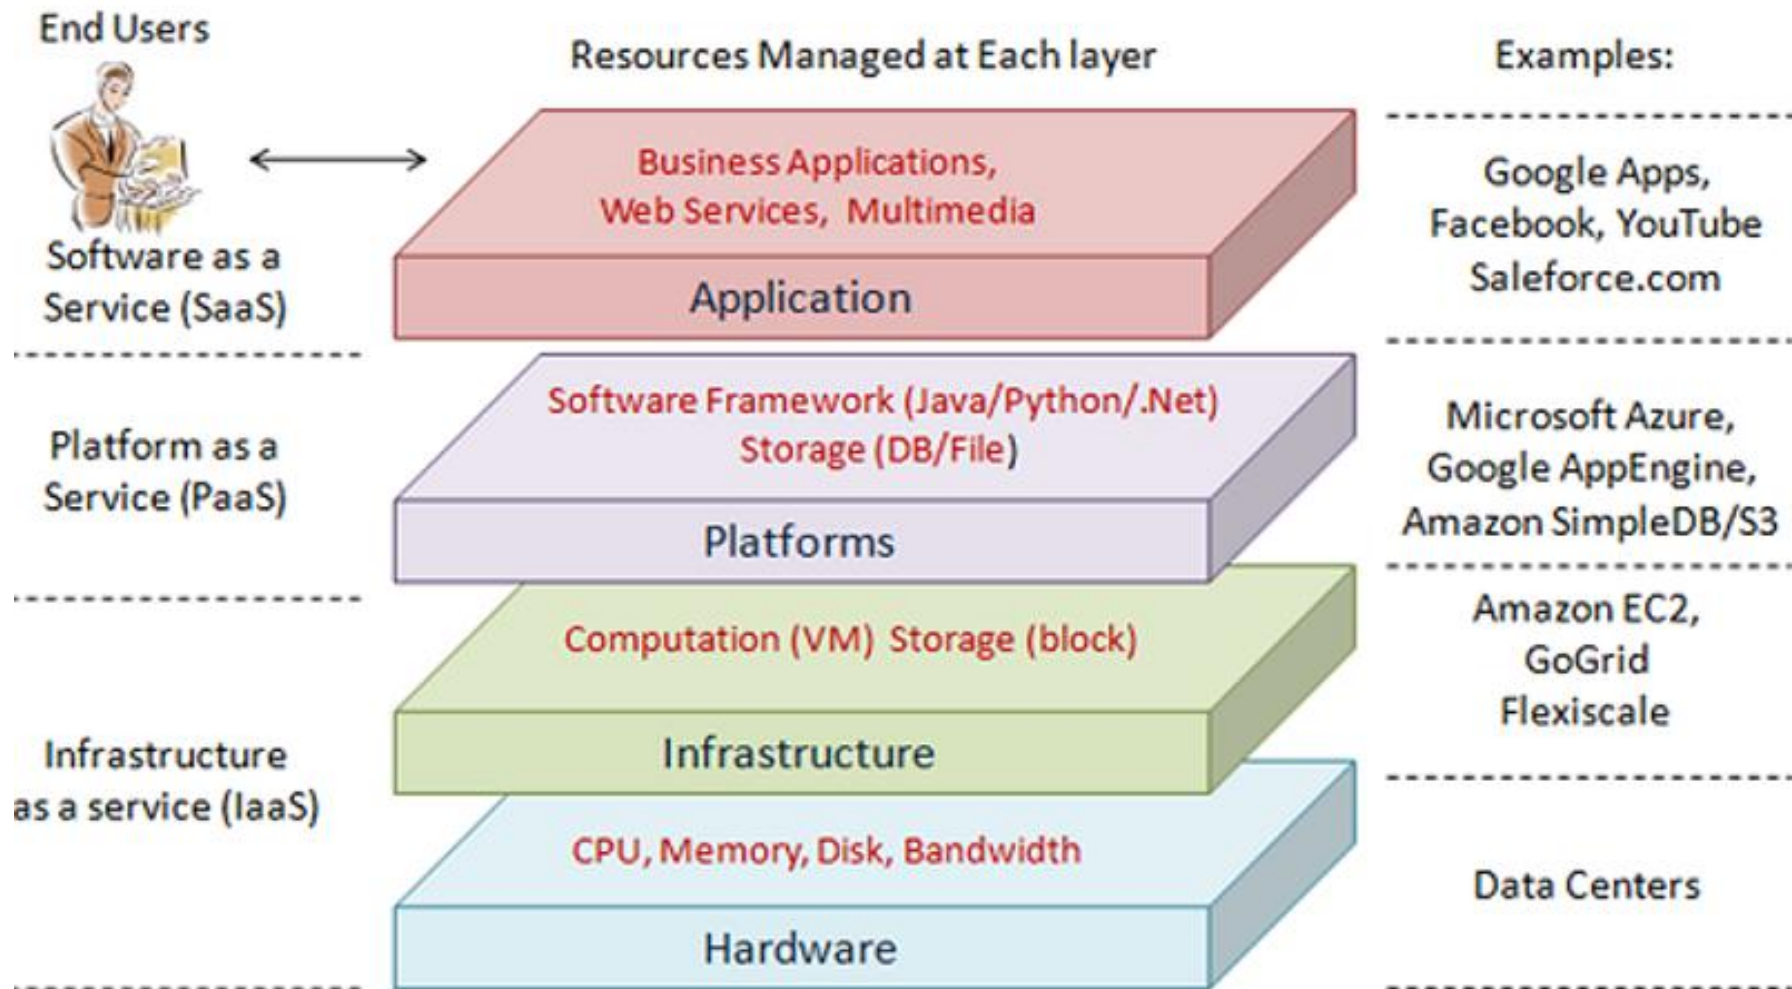 End Users
Resources Managed at Each layer
Examples:
Business Applications,
Web Services, Multimedia
Application
Software as a
Service (SaaS)
Google Apps,
Facebook, YouTube
Saleforce.com
Software Framework (Java/Python/.Net)
Storage (DB/File)
Platforms
Platform as a
Service (PaaS)
Microsoft Azure,
Google AppEngine,
Amazon SimpleDB/S3
Computation (VM) Storage (block)
Infrastructure
Amazon EC2,
GoGrid
Flexiscale
Infrastructure
as a service (IaaS)
CPU, Memory, Disk, Bandwidth
Hardware
Data Centers